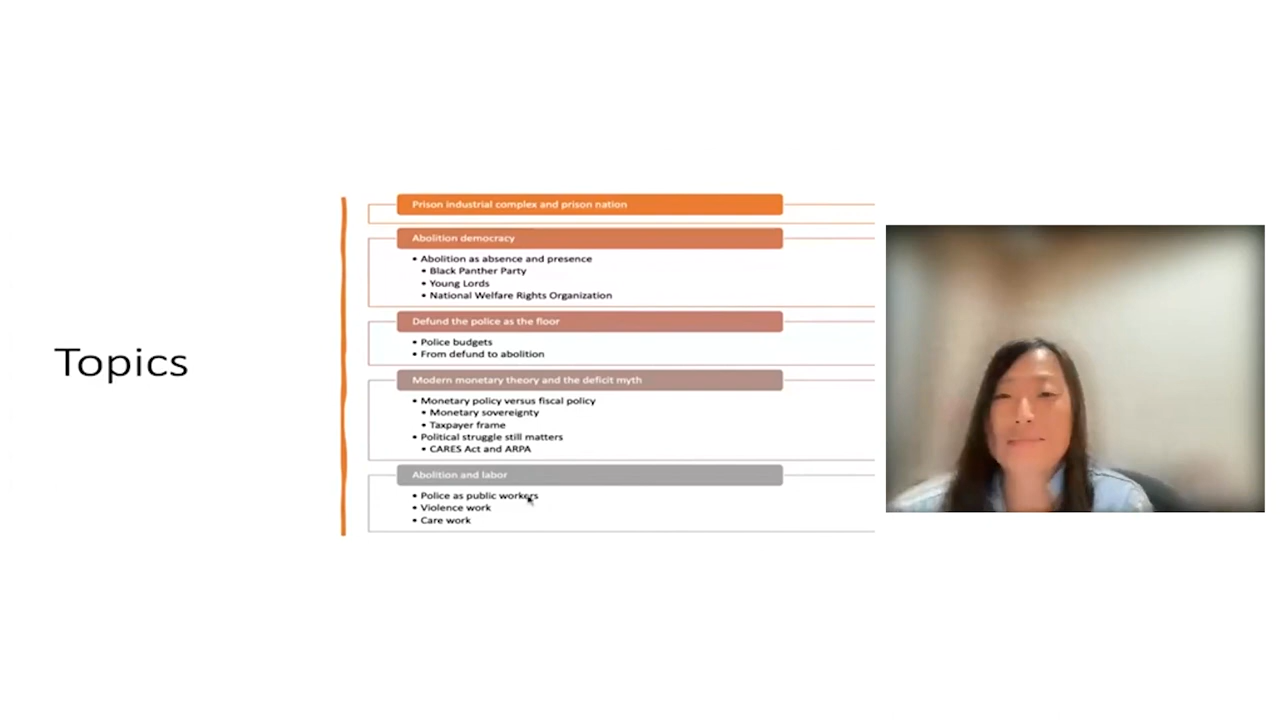 Topics
Prison industrial complex and prison nation
Abolition democracy
• Abolition as absence and presence
• Black Panther Party
• Young Lords
• National Welfare Rights Organization
Defund the police as the floor
• Police budgets
• From defund to abolition
Modern monetary theory and the deficit myth
• Monetary policy versus fiscal policy
• Monetary sovereignty
• Taxpayer frame
• Political struggle still matters
• CARES Act and ARPA
Abolition and labor
• Police as public workers
• Violence work
• Care work